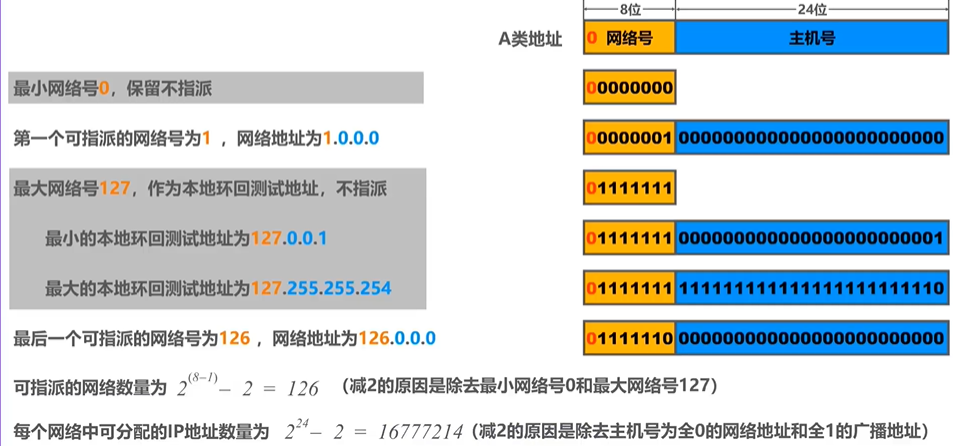 8位 24位
A类地址 0 网络号 主机号
最小网络号0，保留不指派 00000000
第一个可指派的网络号为1 ，网络地址为1.0.0.0 00000001 000000000000000000000000
最大网络号127，作为本地环回测试地址，不指派 01111111
最小的本地环回测试地址为127.0.0.1 01111111 000000000000000000000001
最大的本地环回测试地址为127.255.255.254 01111111 111111111111111111111110
最后一个可指派的网络号为126 ，网络地址为126.0.0.0 01111110 000000000000000000000000
可指派的网络数量为 2^(8−1) − 2 = 126 （减2的原因是除去最小网络号0和最大网络号127）
每个网络中可分配的IP地址数量为 2^24 − 2 = 16777214（减2的原因是除去主机号为全0的网络地址和全1的广播地址）